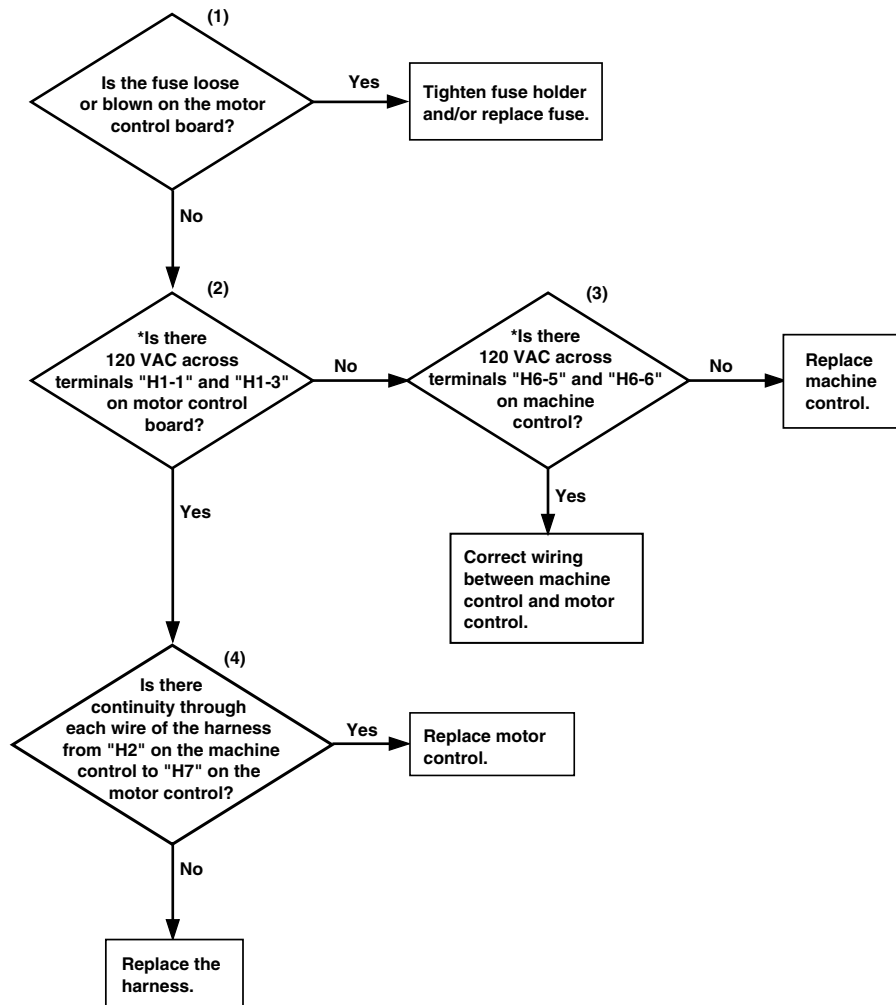 (1)
Is the fuse loose
or blown on the motor
control board?
Yes
Tighten fuse holder
and/or replace fuse.
No
(2)
*Is there
120 VAC across
terminals "H1-1" and "H1-3"
on motor control
board?
No
(3)
*Is there
120 VAC across
terminals "H6-5" and "H6-6"
on machine
control?
No
Replace
machine
control.
Yes
Yes
Correct wiring
between machine
control and motor
control.
(4)
Is there
continuity through
each wire of the harness
from "H2" on the machine
control to "H7" on the
motor control?
Yes
Replace motor
control.
No
Replace the
harness.